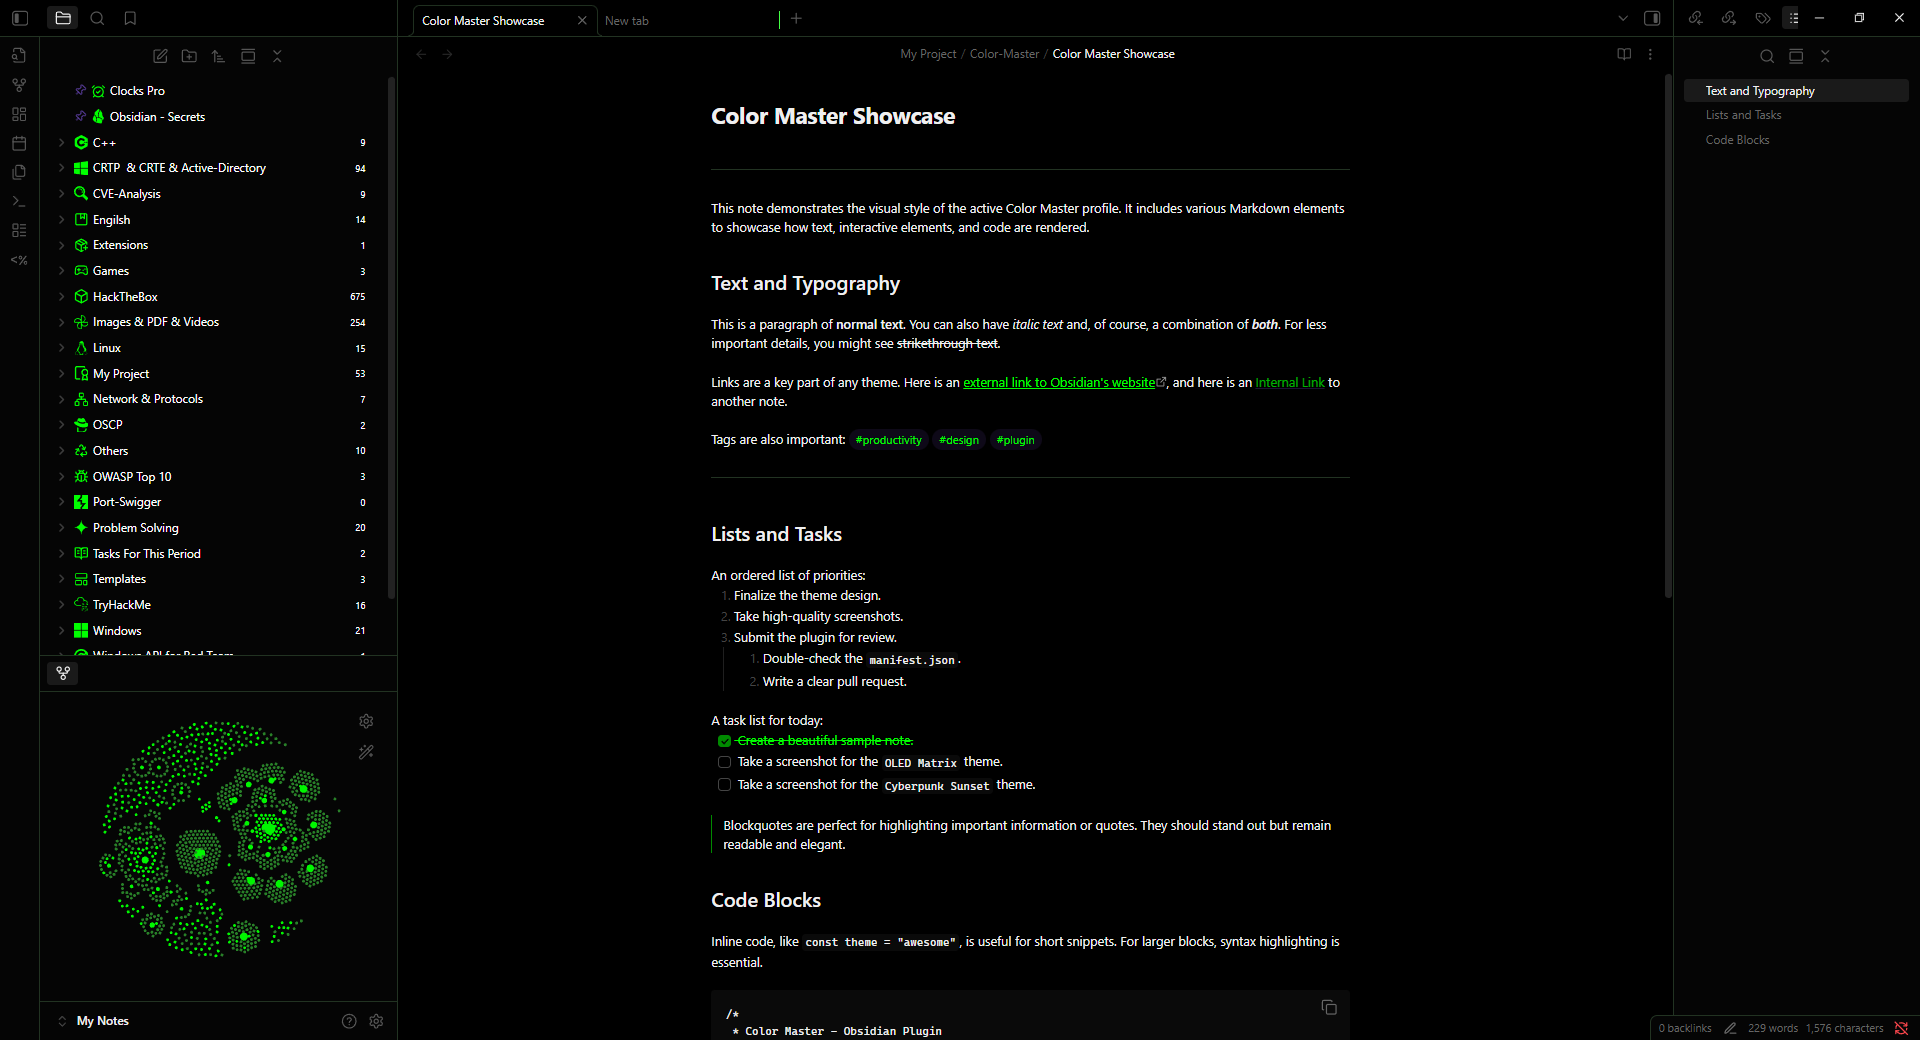 Color Master Showcase
New tab
My Project / Color-Master / Color Master Showcase
Clocks Pro
Obsidian - Secrets
C++ 9
CRTP & CRTE & Active-Directory 94
CVE-Analysis 9
Engilsh 14
Extensions 1
Games 3
HackTheBox 675
Images & PDF & Videos 254
Linux 15
My Project 53
Network & Protocols 7
OSCP 2
Others 10
OWASP Top 10 3
Port-Swigger 0
Problem Solving 20
Tasks For This Period 2
Templates 3
TryHackMe 16
Windows 21
Windows API for Red Team 1
My Notes
Color Master Showcase
This note demonstrates the visual style of the active Color Master profile. It includes various Markdown elements
to showcase how text, interactive elements, and code are rendered.
Text and Typography
This is a paragraph of normal text. You can also have italic text and, of course, a combination of both. For less
important details, you might see strikethrough text.
Links are a key part of any theme. Here is an external link to Obsidian's website, and here is an Internal Link to
another note.
Tags are also important: #productivity #design #plugin
Lists and Tasks
An ordered list of priorities:
1. Finalize the theme design.
2. Take high-quality screenshots.
3. Submit the plugin for review.
1. Double-check the manifest.json.
2. Write a clear pull request.
A task list for today:
Create a beautiful sample note.
Take a screenshot for the OLED Matrix theme.
Take a screenshot for the Cyberpunk Sunset theme.
Blockquotes are perfect for highlighting important information or quotes. They should stand out but remain
readable and elegant.
Code Blocks
Inline code, like const theme = "awesome", is useful for short snippets. For larger blocks, syntax highlighting is
essential.
/*
* Color Master - Obsidian Plugin
Text and Typography
Lists and Tasks
Code Blocks
0 backlinks 229 words 1,576 characters